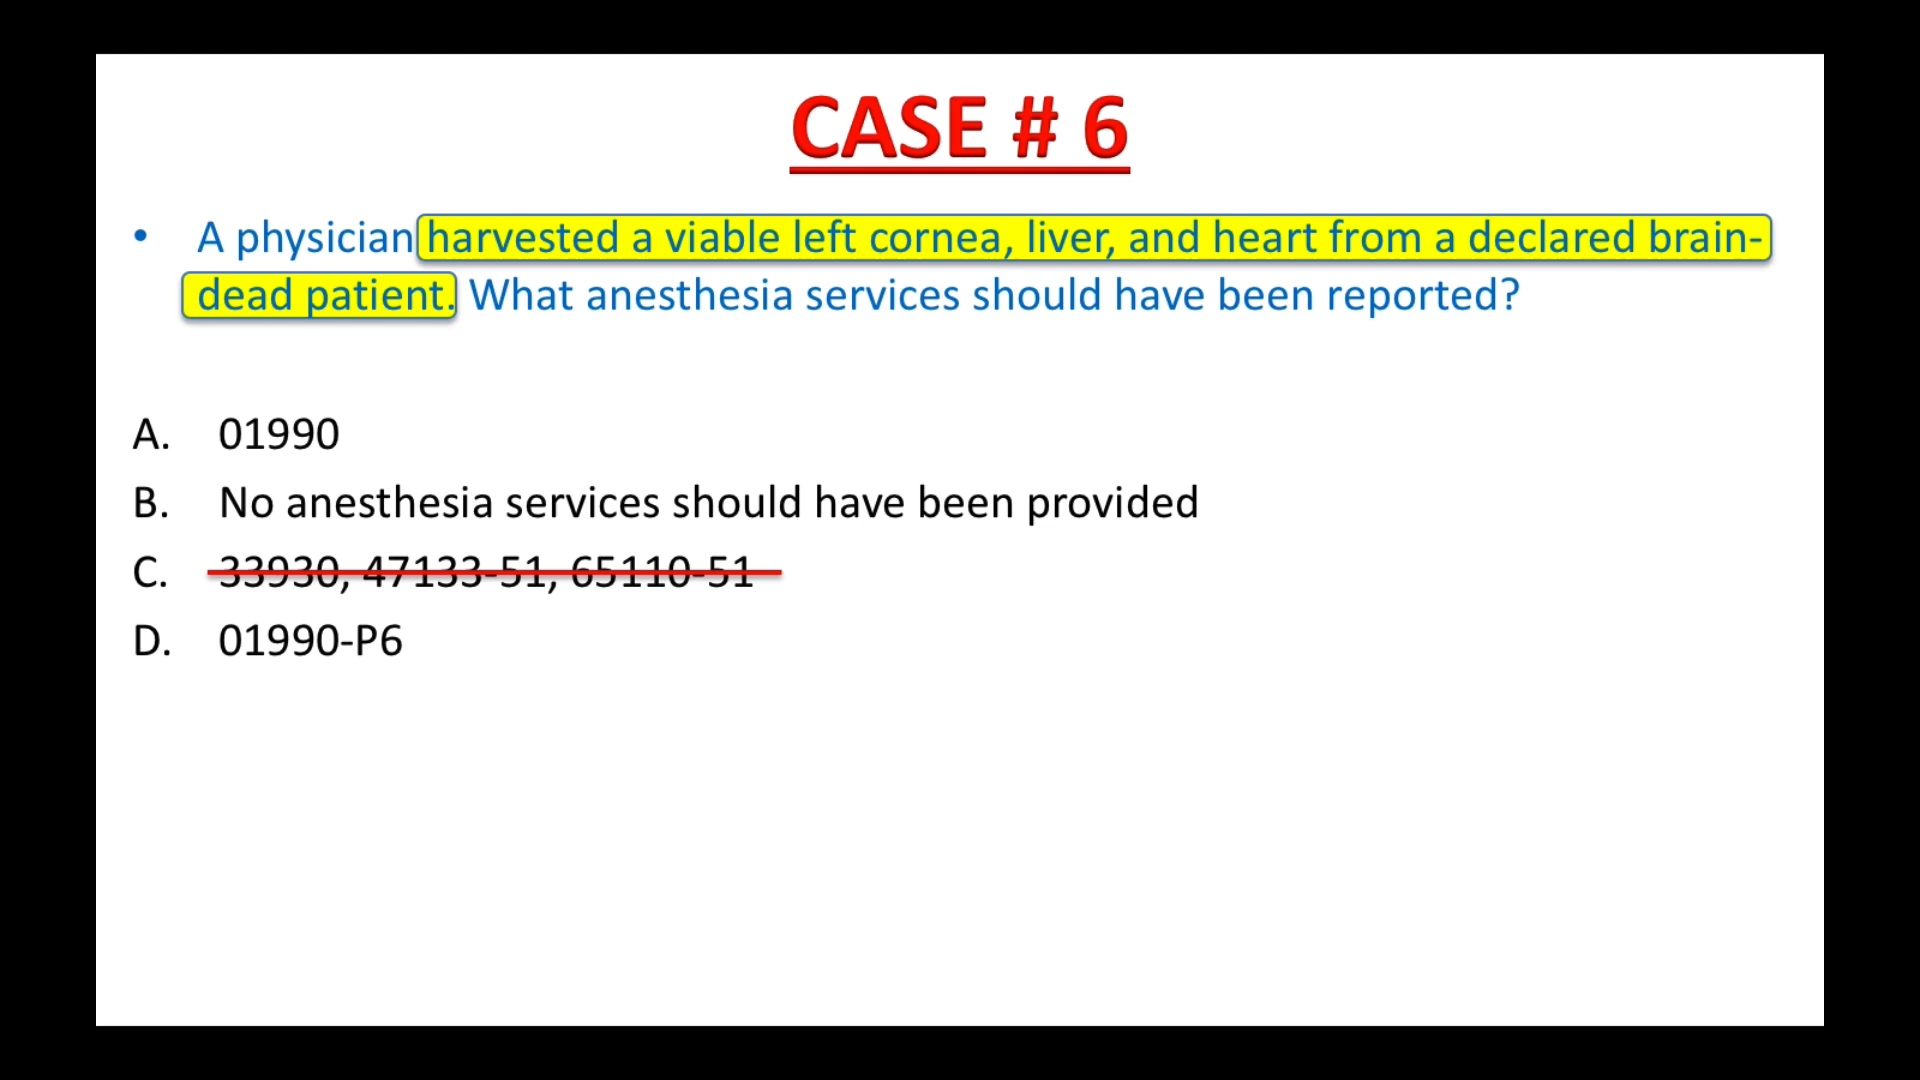 CASE # 6
• A physician harvested a viable left cornea, liver, and heart from a declared brain-
dead patient. What anesthesia services should have been reported?
A. 01990
B. No anesthesia services should have been provided
C. 33930, 47133-51, 65110-51
D. 01990-P6